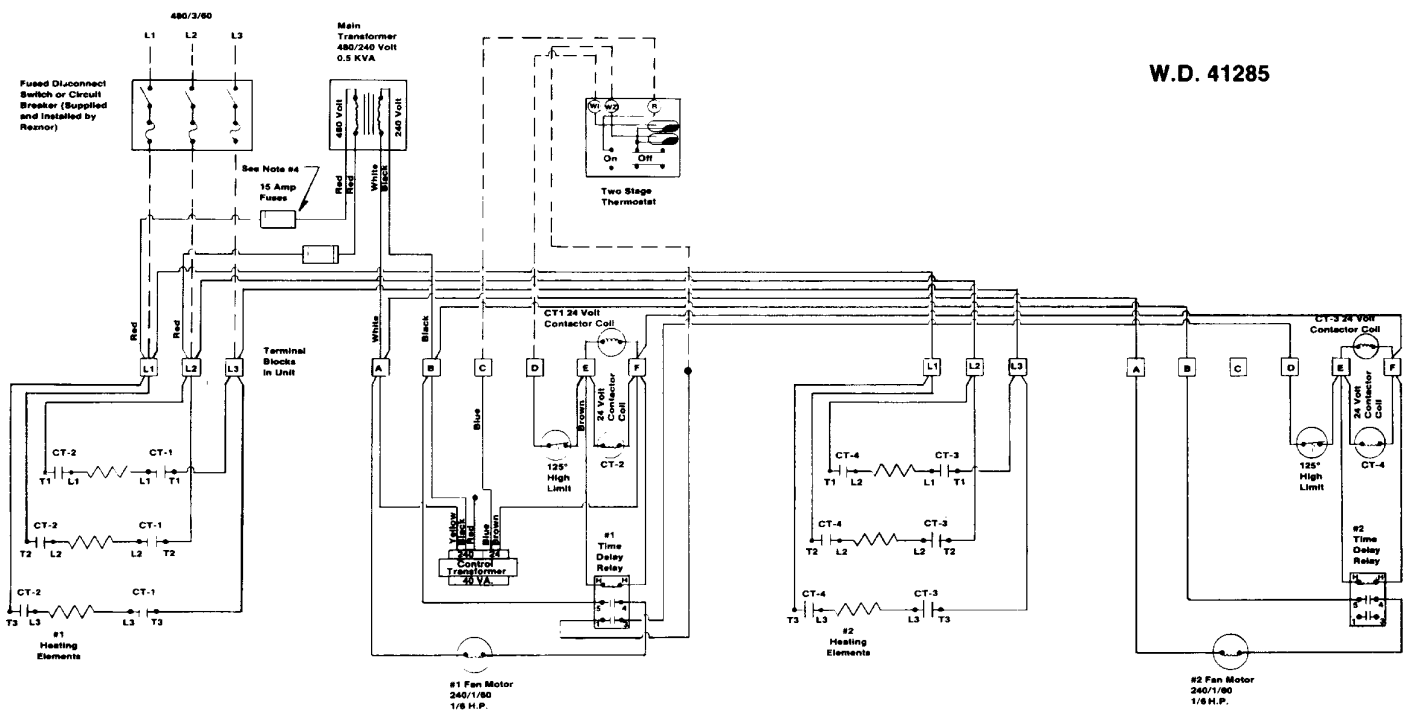 480/3/60
L1 L2 L3
Main
Transformer
480/240 Volt
0.5 KVA
W.D. 41285
Fused Disconnect
Switch or Circuit
Breaker (Supplied
and Installed by
Reznor)
480 Volt
240 Volt
W1 W2 R
On Off
Two Stage
Thermostat
See Note #4
15 Amp
Fuses
Red
Red
White
Black
Red
Red
White
Black
CT1 24 Volt
Contactor Coil
CT-3 24 Volt
Contactor Coil
Terminal
Blocks
In Unit
L1 L2 L3 A B C D E F L1 L2 L3 A B C D E F
Blue
Brown
24 Volt
Contactor
Coil
CT-2
125°
High
Limit
24 Volt
Contactor
Coil
CT-4
125°
High
Limit
CT-2 CT-1
T1 L1 L1 T1
CT-4 CT-3
T1 L2 L1 T1
CT-2 CT-1
T2 L2 L2 T2
CT-4 CT-3
T2 L2 L2 T2
CT-2 CT-1
T3 L3 L3 T3
CT-4 CT-3
T3 L3 L3 T3
#1
Heating
Elements
#2
Heating
Elements
Yellow
Black
Red
Blue
Brown
240 24
Control
Transformer
40 VA
#1
Time
Delay
Relay
H H
5 4
1 3
#2
Time
Delay
Relay
H H
5 4
1 3
#1 Fan Motor
240/1/60
1/6 H.P.
#2 Fan Motor
240/1/60
1/6 H.P.